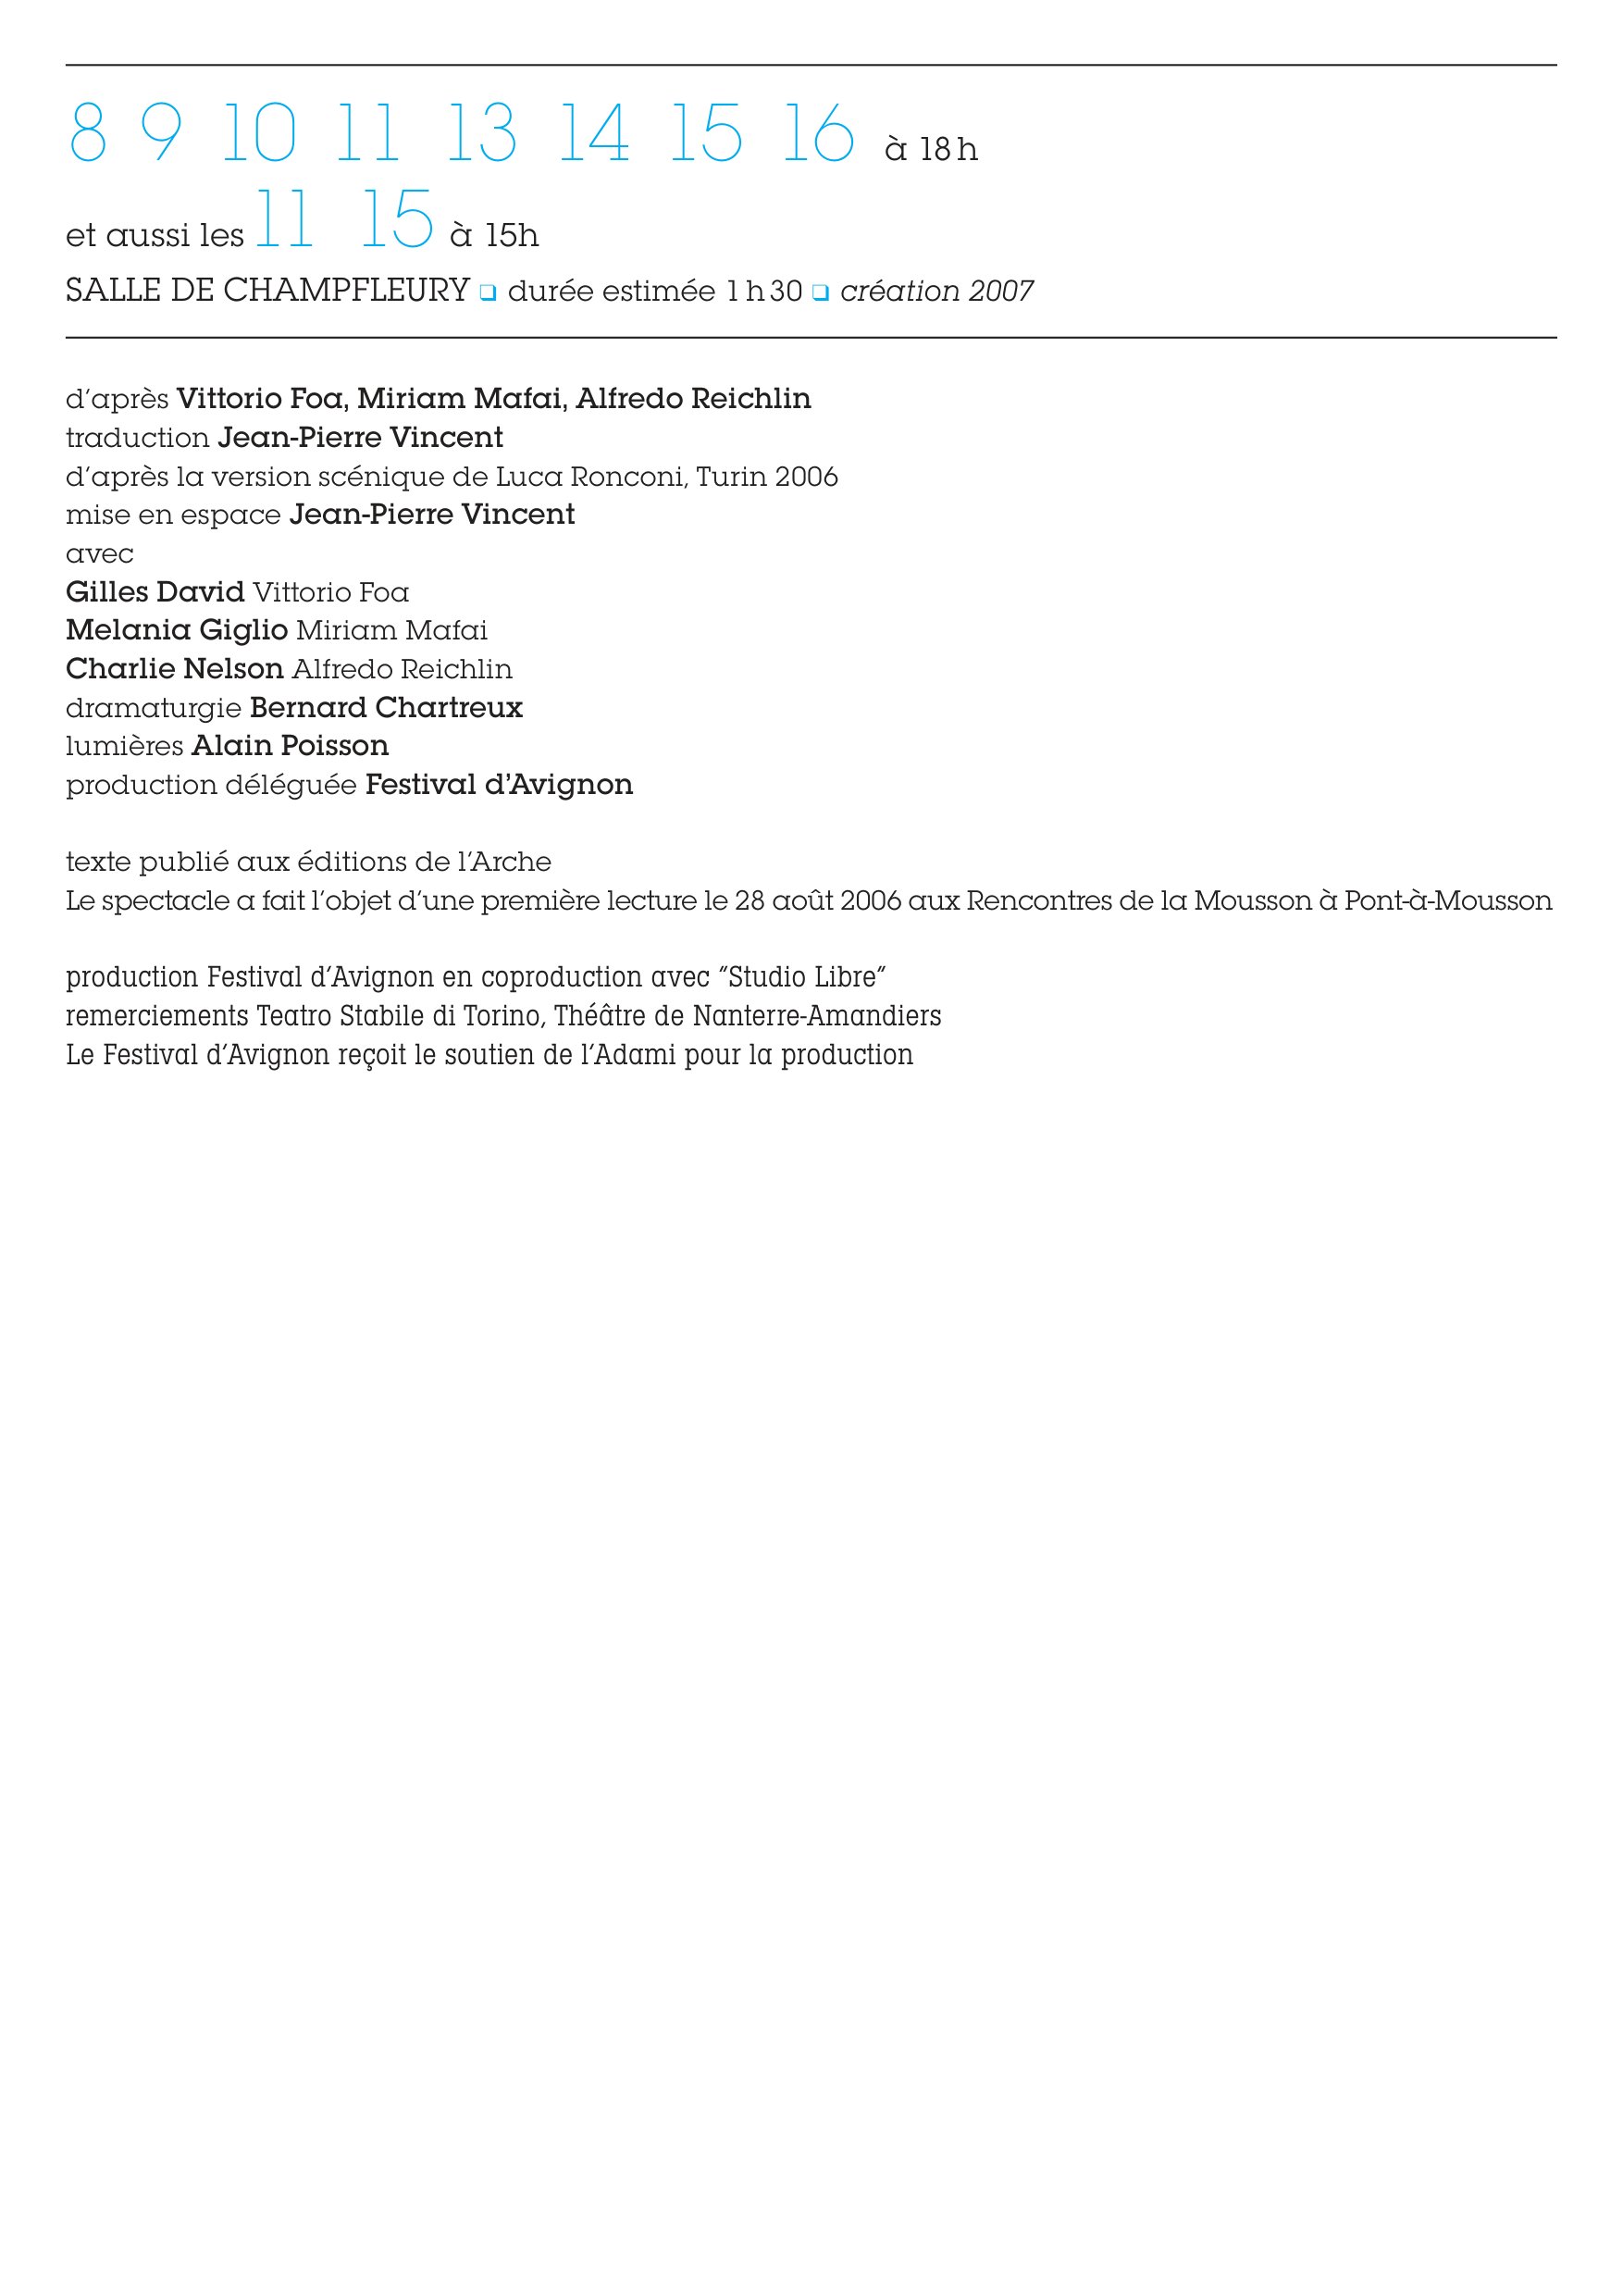 8 9 10 11 13 14 15 16 à 18 h
et aussi les 11 15 à 15h
SALLE DE CHAMPFLEURY ❑ durée estimée 1 h 30 ❑ création 2007
d'après Vittorio Foa, Miriam Mafai, Alfredo Reichlin
traduction Jean-Pierre Vincent
d'après la version scénique de Luca Ronconi, Turin 2006
mise en espace Jean-Pierre Vincent
avec
Gilles David Vittorio Foa
Melania Giglio Miriam Mafai
Charlie Nelson Alfredo Reichlin
dramaturgie Bernard Chartreux
lumières Alain Poisson
production déléguée Festival d'Avignon
texte publié aux éditions de l'Arche
Le spectacle a fait l'objet d'une première lecture le 28 août 2006 aux Rencontres de la Mousson à Pont-à-Mousson
production Festival d'Avignon en coproduction avec "Studio Libre"
remerciements Teatro Stabile di Torino, Théâtre de Nanterre-Amandiers
Le Festival d'Avignon reçoit le soutien de l'Adami pour la production